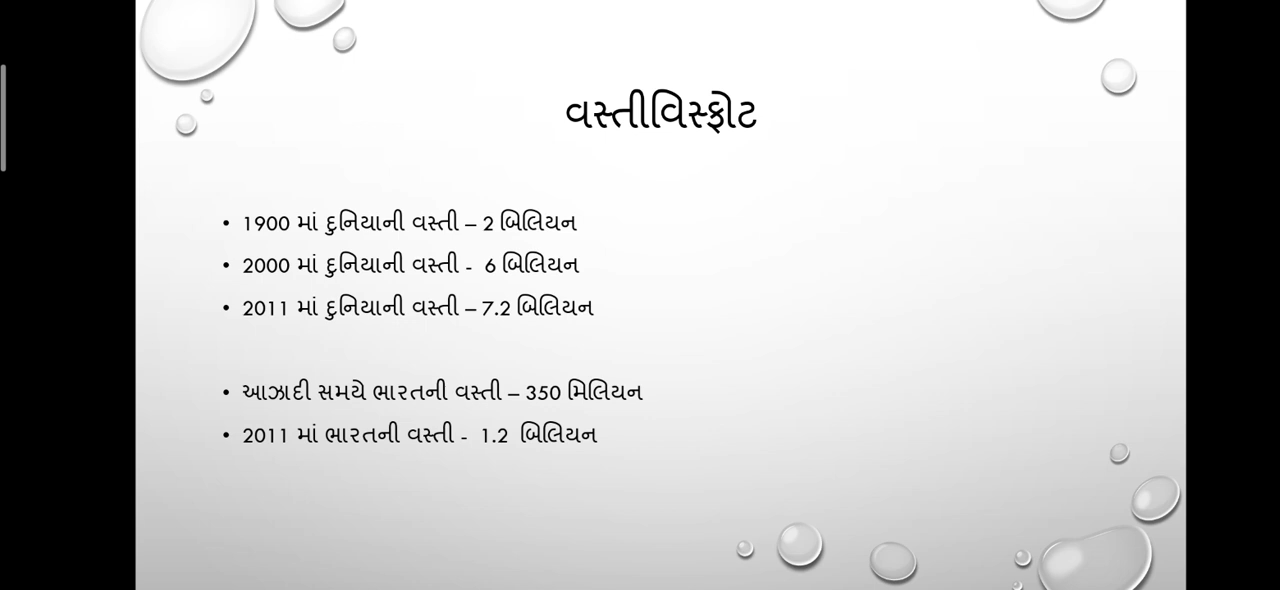 વસ્તીવિસ્ફોટ
• 1900 માં દુનિયાની વસ્તી – 2 બિલિયન
• 2000 માં દુનિયાની વસ્તી - 6 બિલિયન
• 2011 માં દુનિયાની વસ્તી – 7.2 બિલિયન
• આઝાદી સમયે ભારતની વસ્તી – 350 મિલિયન
• 2011 માં ભારતની વસ્તી - 1.2 બિલિયન